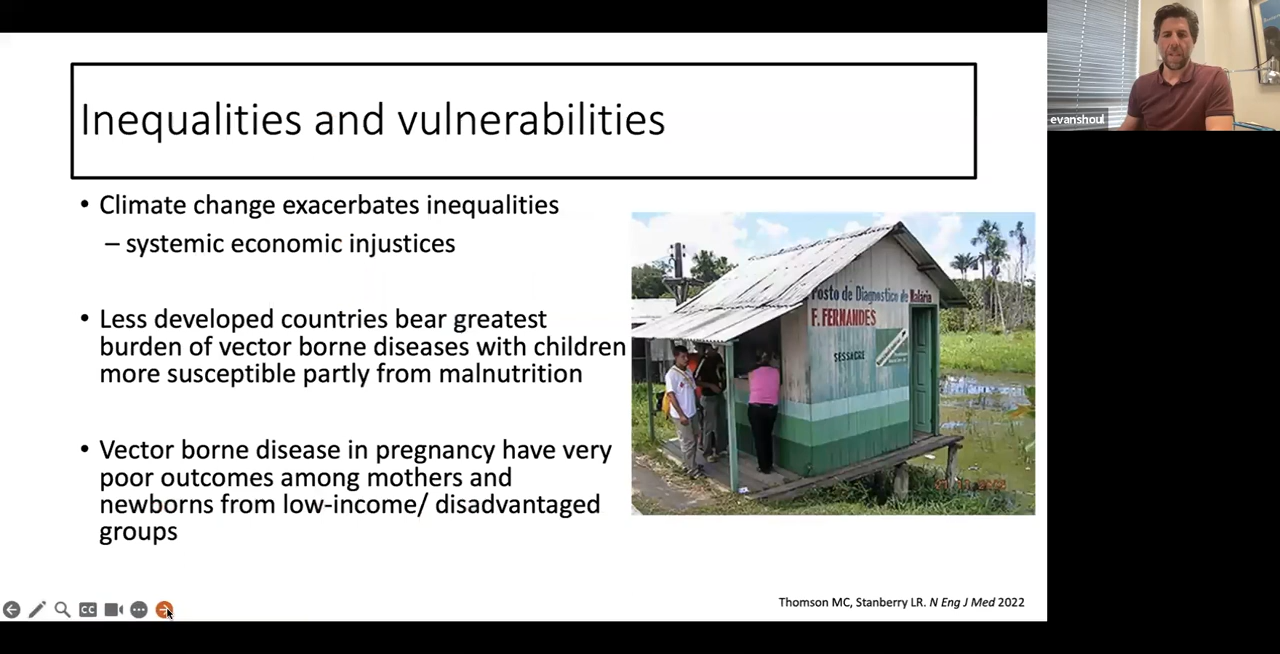 Inequalities and vulnerabilities
• Climate change exacerbates inequalities
– systemic economic injustices
• Less developed countries bear greatest
burden of vector borne diseases with children
more susceptible partly from malnutrition
• Vector borne disease in pregnancy have very
poor outcomes among mothers and
newborns from low-income/ disadvantaged
groups
Posto de Diagnostico de Malária
F. FERNANDES
Thomson MC, Stanberry LR. N Eng J Med 2022
CC
evanshoul